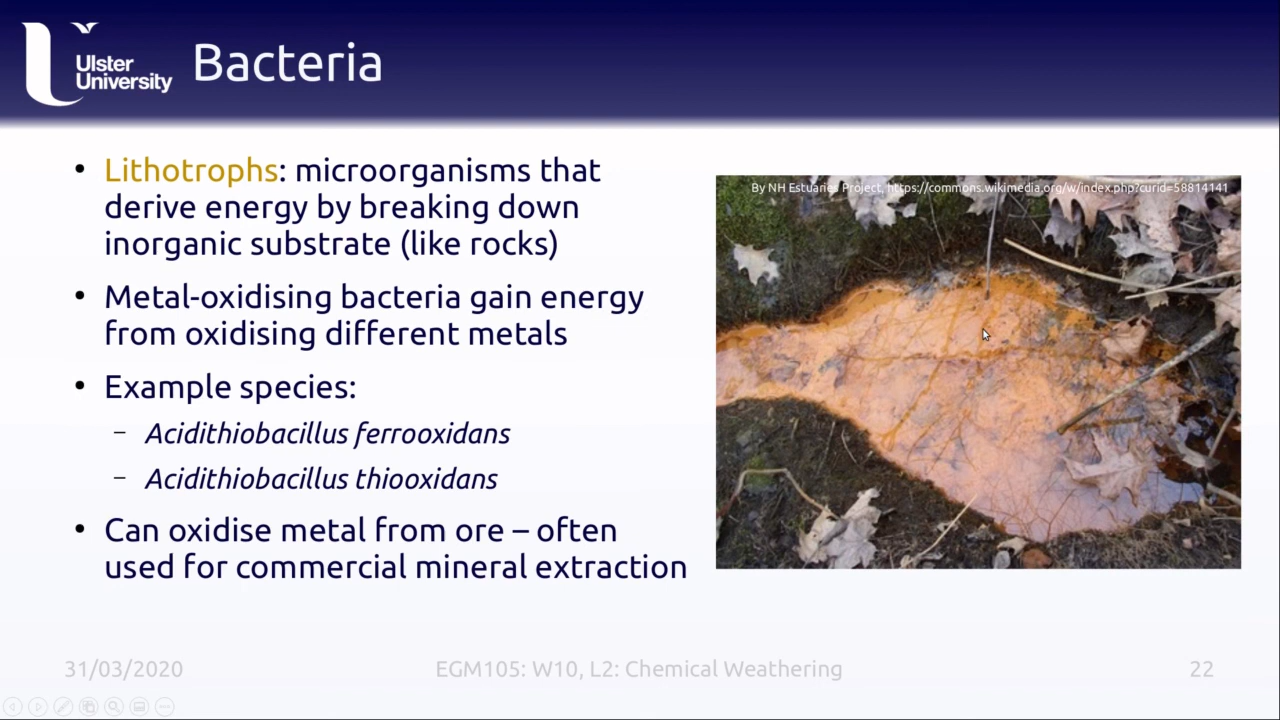 Ulster
University
Bacteria
• Lithotrophs: microorganisms that
derive energy by breaking down
inorganic substrate (like rocks)
• Metal-oxidising bacteria gain energy
from oxidising different metals
• Example species:
– Acidithiobacillus ferrooxidans
– Acidithiobacillus thiooxidans
• Can oxidise metal from ore – often
used for commercial mineral extraction
By NH Estuaries Project, https://commons.wikimedia.org/w/index.php?curid=58814141
31/03/2020
EGM105: W10, L2: Chemical Weathering
22